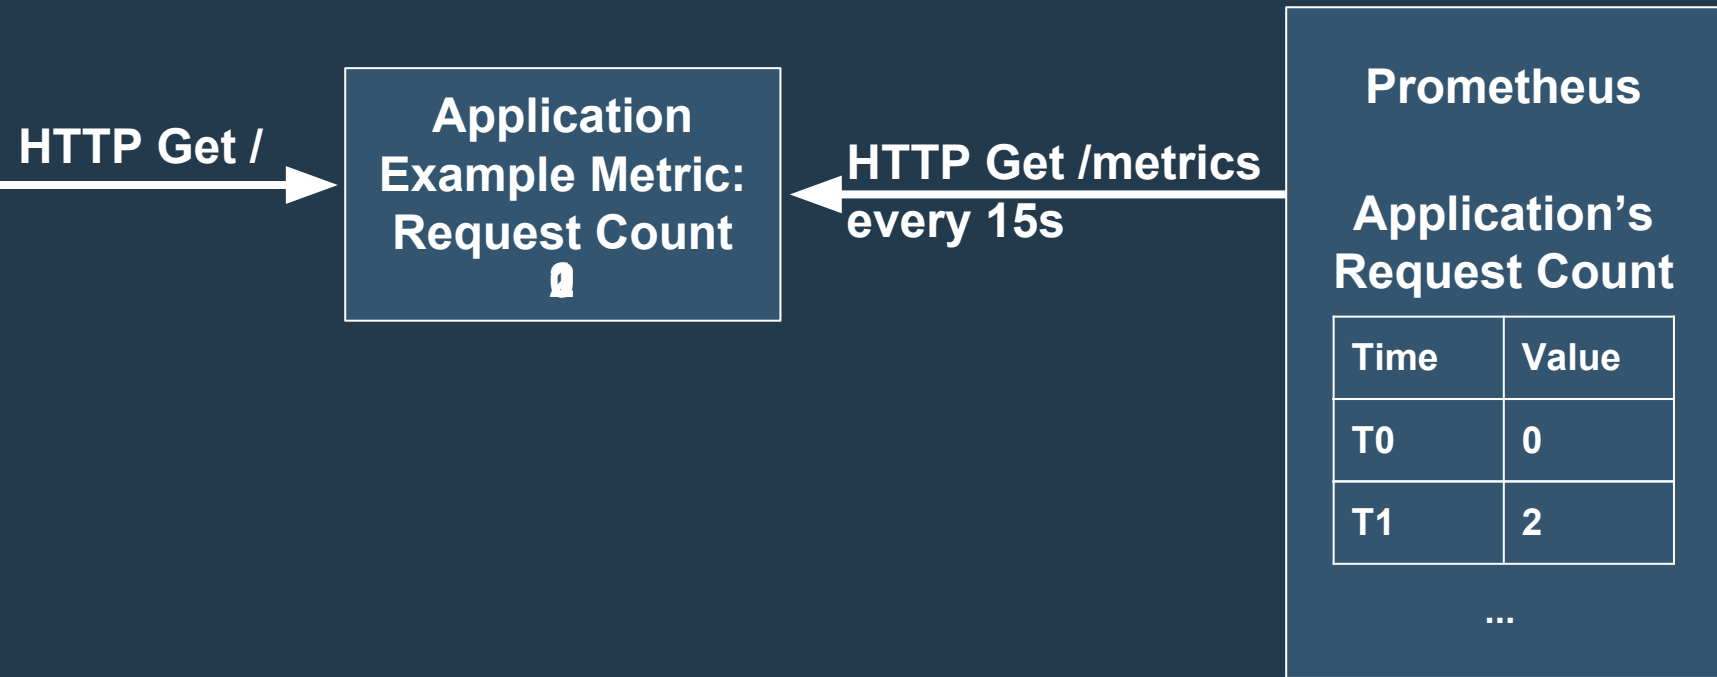 HTTP Get /
Application
Example Metric:
Request Count
HTTP Get /metrics
every 15s
Prometheus
Application’s
Request Count
Time Value
T0 0
T1 2
...